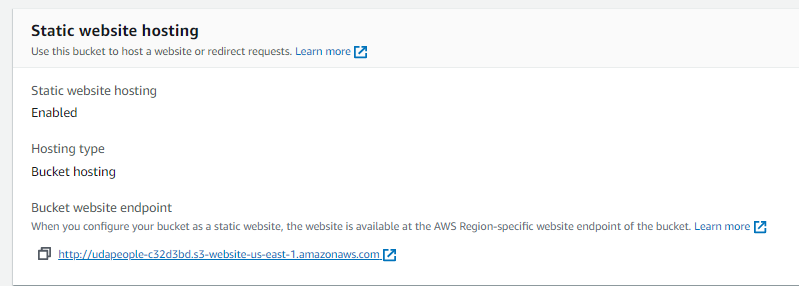 Static website hosting
Use this bucket to host a website or redirect requests. Learn more
Static website hosting
Enabled
Hosting type
Bucket hosting
Bucket website endpoint
When you configure your bucket as a static website, the website is available at the AWS Region-specific website endpoint of the bucket. Learn more
http://udapeople-c32d3bd.s3-website-us-east-1.amazonaws.com